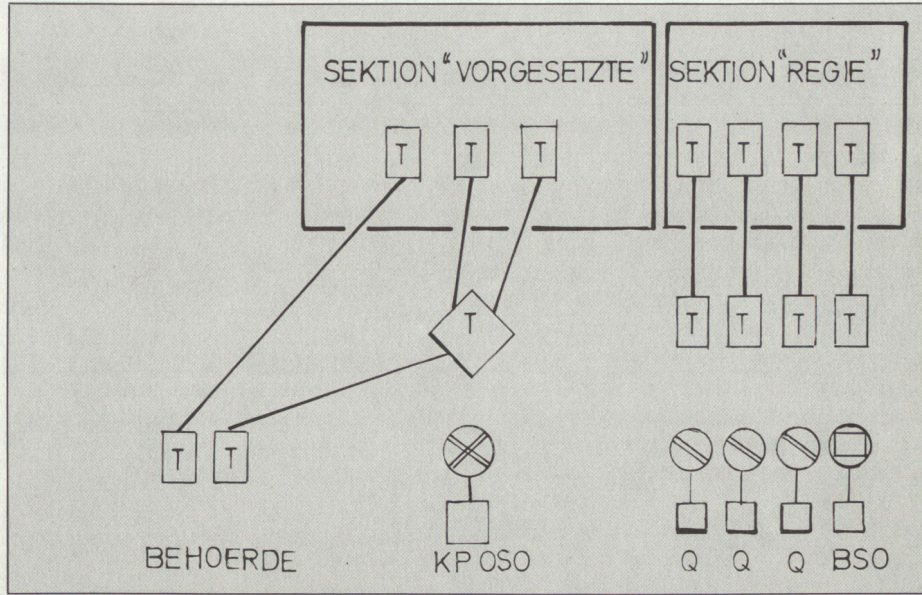 SEKTION "VORGESETZTE" SEKTION "REGIE"
T T T T T T T
T T T T T
T T
BEHOERDE KP OSO Q Q Q BSO